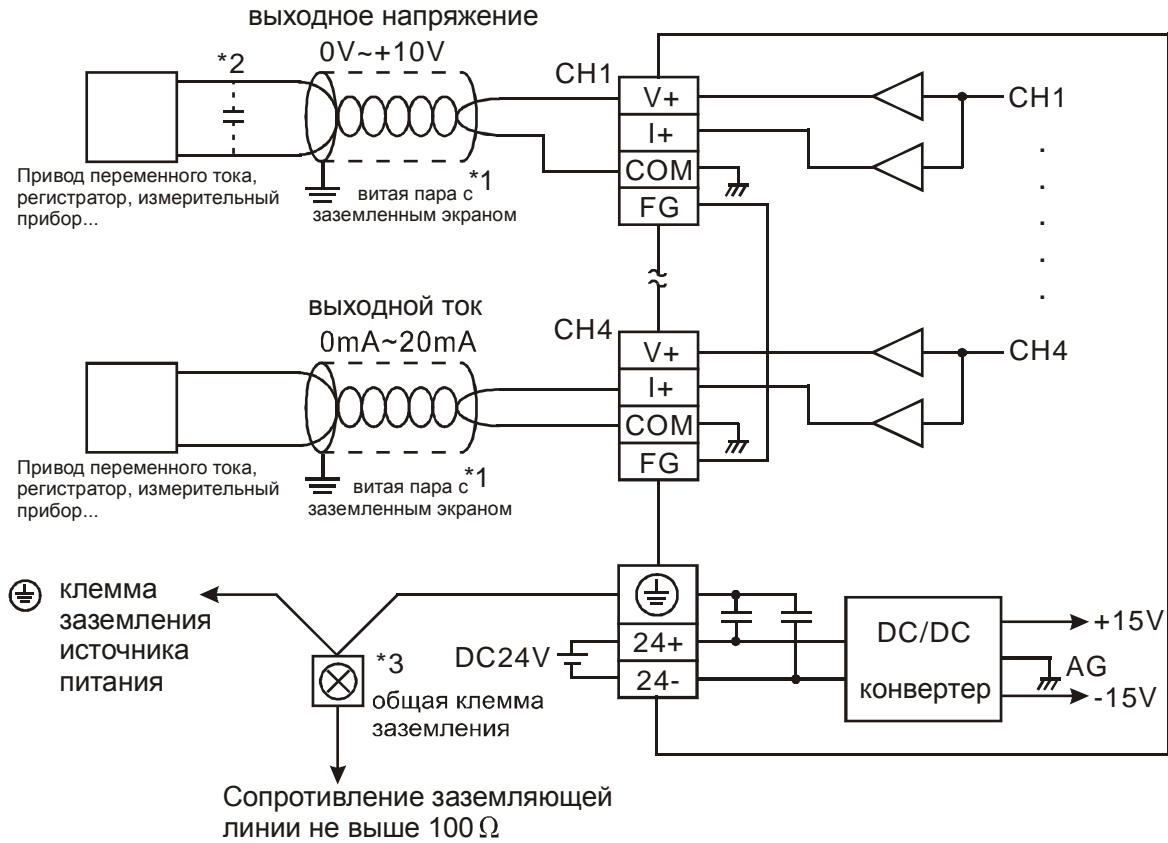 выходное напряжение
0V~+10V
*2
CH1
V+
I+
COM
FG
CH1
Привод переменного тока,
регистратор, измерительный
прибор...
витая пара с *1
заземленным экраном
выходной ток
0mA~20mA
CH4
V+
I+
COM
FG
CH4
Привод переменного тока,
регистратор, измерительный
прибор...
витая пара с *1
заземленным экраном
клемма
заземления
источника
питания
*3
общая клемма
заземления
DC24V
24+
24-
DC/DC
конвертер
+15V
AG
-15V
Сопротивление заземляющей
линии не выше 100 Ω